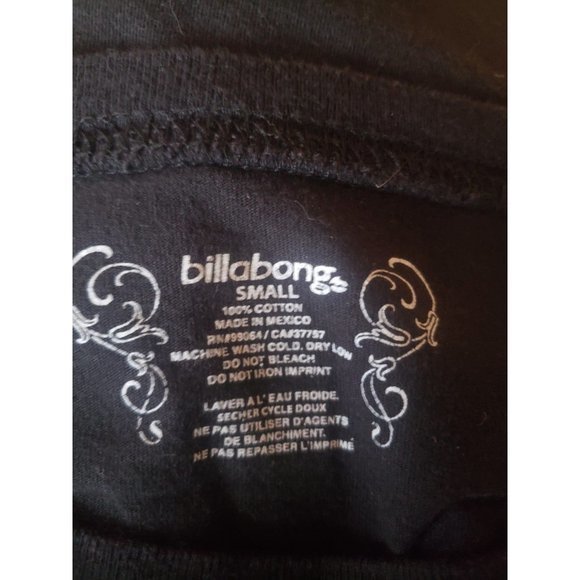 billabong
SMALL
100% COTTON
MADE IN MEXICO
RN#99064 / CA#37757
MACHINE WASH COLD. DRY LOW
DO NOT BLEACH
DO NOT IRON IMPRINT
LAVER A L' EAU FROIDE.
SECHER CYCLE DOUX
NE PAS UTILISER D'AGENTS
DE BLANCHIMENT.
NE PAS REPASSER L'IMPRIME